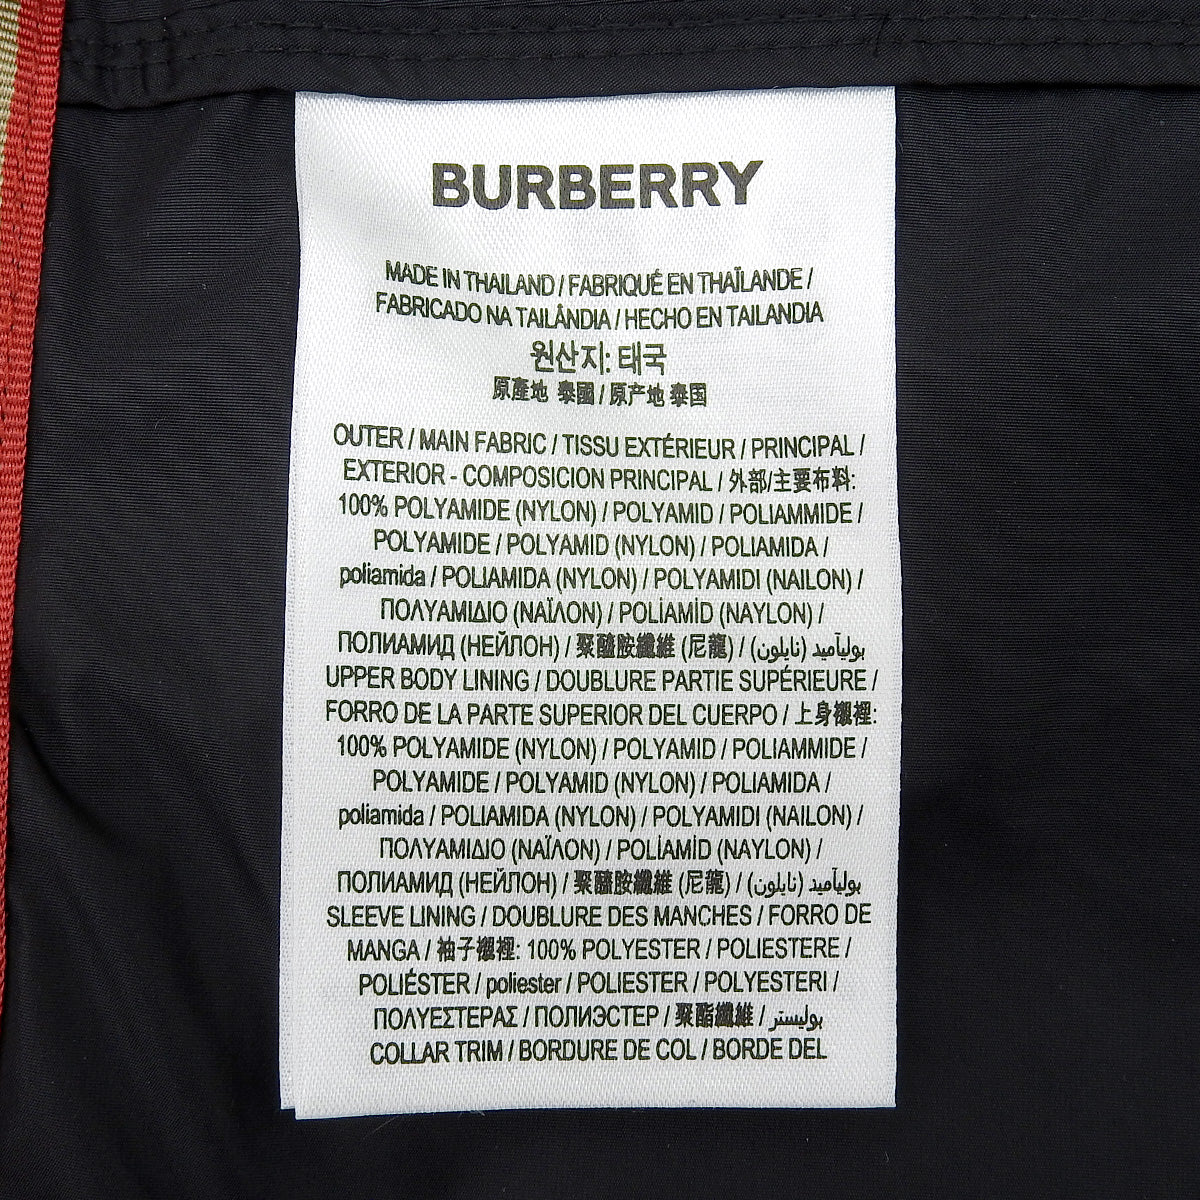 BURBERRY
MADE IN THAILAND / FABRIQUÉ EN THAÏLANDE /
FABRICADO NA TAILÂNDIA / HECHO EN TAILANDIA
원산지: 태국
原產地 泰國 / 原产地 泰国
OUTER / MAIN FABRIC / TISSU EXTÉRIEUR / PRINCIPAL /
EXTERIOR - COMPOSICION PRINCIPAL / 外部/主要布料:
100% POLYAMIDE (NYLON) / POLYAMID / POLIAMMIDE /
POLYAMIDE / POLYAMID (NYLON) / POLIAMIDA /
poliamida / POLIAMIDA (NYLON) / POLYAMIDI (NAILON) /
ΠΟΛΥΑΜΙΔΙΟ (ΝΑΪΛΟΝ) / POLİAMİD (NAYLON) /
ПОЛИАМИД (НЕЙЛОН) / 聚醯胺纖維 (尼龍) / بولياميد (نايلون)
UPPER BODY LINING / DOUBLURE PARTIE SUPÉRIEURE /
FORRO DE LA PARTE SUPERIOR DEL CUERPO / 上身襯裡:
100% POLYAMIDE (NYLON) / POLYAMID / POLIAMMIDE /
POLYAMIDE / POLYAMID (NYLON) / POLIAMIDA /
poliamida / POLIAMIDA (NYLON) / POLYAMIDI (NAILON) /
ΠΟΛΥΑΜΙΔΙΟ (ΝΑΪΛΟΝ) / POLİAMİD (NAYLON) /
ПОЛИАМИД (НЕЙЛОН) / 聚醯胺纖維 (尼龍) / بولياميد (نايلون)
SLEEVE LINING / DOUBLURE DES MANCHES / FORRO DE
MANGA / 袖子襯裡: 100% POLYESTER / POLIESTERE /
POLIÉSTER / poliester / POLIESTER / POLYESTERI /
ΠΟΛΥΕΣΤΕΡΑΣ / ПОЛИЭСТЕР / 聚酯纖維 / بوليستر
COLLAR TRIM / BORDURE DE COL / BORDE DEL